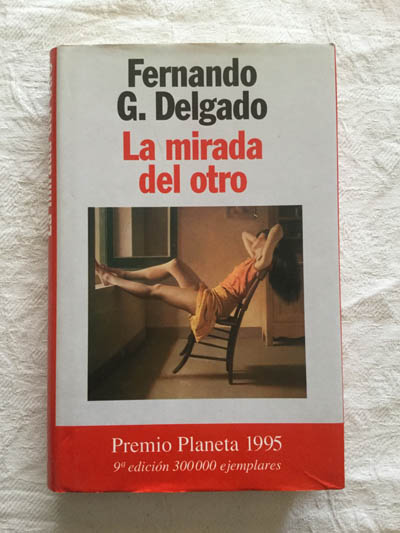 Fernando
G. Delgado
La mirada
del otro
Premio Planeta 1995
9ª edición 300 000 ejemplares